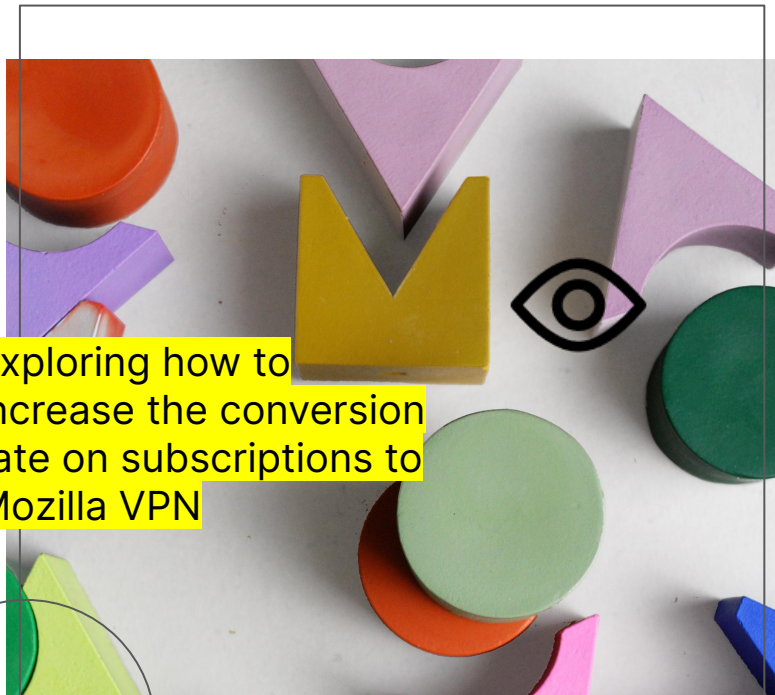 xploring how to
ncrease the conversion
ate on subscriptions to
Mozilla VPN